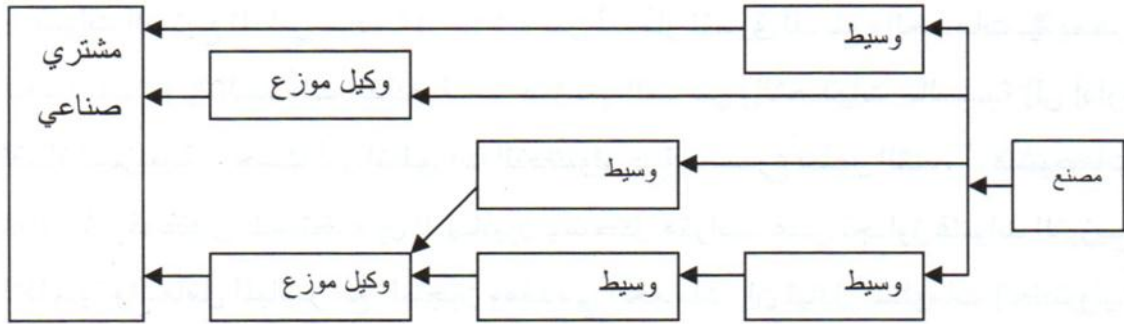 وسيط
مشتري
صناعي
وكيل موزع
وسيط
مصنع
وكيل موزع
وسيط
وسيط